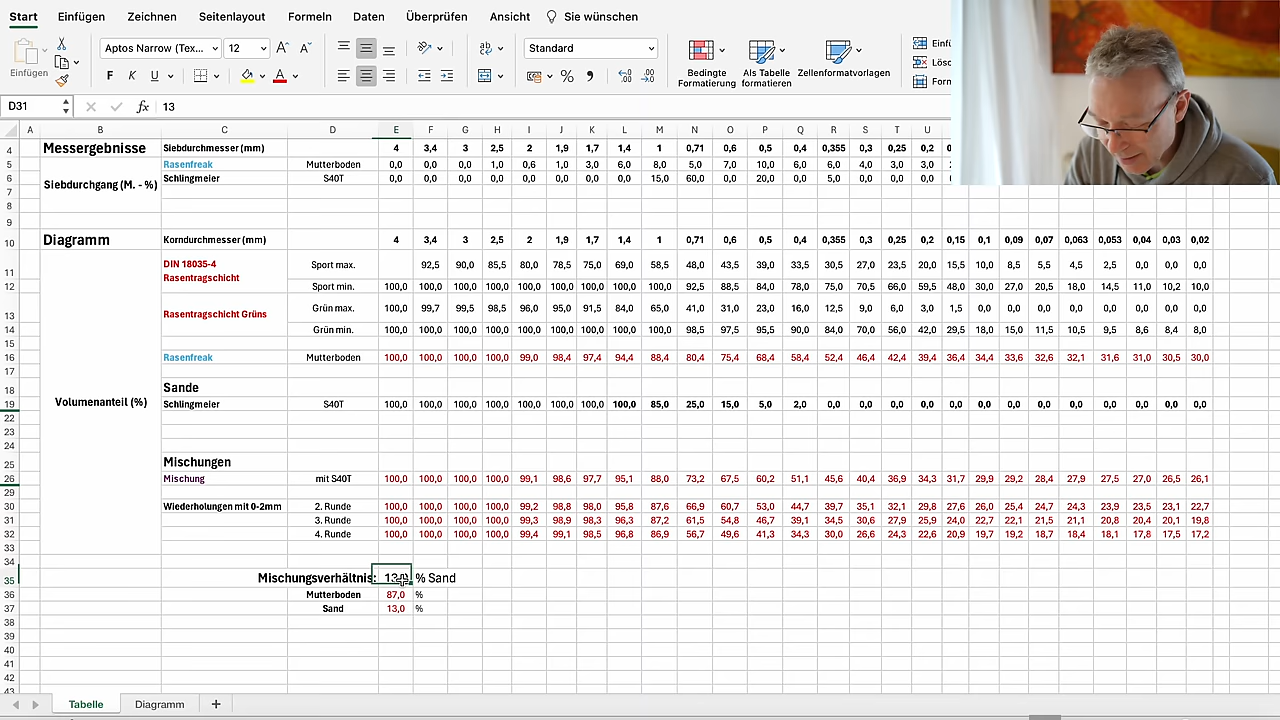 Start Einfügen Zeichnen Seitenlayout Formeln Daten Überprüfen Ansicht Sie wünschen
Einfügen Aptos Narrow (Tex... 12 A A Standard Bedingte Formatierung Als Tabelle formatieren Zellenformatvorlagen Einfü
F K U A ab % Lösc
Form
D31 fx 13
A B C D E F G H I J K L M N O P Q R S T U
4 Messergebnisse Siebdurchmesser (mm) 4 3,4 3 2,5 2 1,9 1,7 1,4 1 0,71 0,6 0,5 0,4 0,355 0,3 0,25 0,2
5 Rasenfreak Mutterboden 0,0 0,0 0,0 1,0 0,6 1,0 3,0 6,0 8,0 5,0 7,0 10,0 6,0 6,0 4,0 3,0 3,0
6 Siebdurchgang (M. - %) Schlingmeier S40T 0,0 0,0 0,0 0,0 0,0 0,0 0,0 0,0 15,0 60,0 0,0 20,0 0,0 5,0 0,0 0,0 0,0
7
8
9
10 Diagramm Korndurchmesser (mm) 4 3,4 3 2,5 2 1,9 1,7 1,4 1 0,71 0,6 0,5 0,4 0,355 0,3 0,25 0,2 0,15 0,1 0,09 0,07 0,063 0,053 0,04 0,03 0,02
11 DIN 18035-4 Rasentragschicht Sport max. 92,5 90,0 85,5 80,0 78,5 75,0 69,0 58,5 48,0 43,5 39,0 33,5 30,5 27,0 23,5 20,0 15,5 10,0 8,5 5,5 4,5 2,5 0,0 0,0 0,0
12 Sport min. 100,0 100,0 100,0 100,0 100,0 100,0 100,0 100,0 100,0 92,5 88,5 84,0 78,0 75,0 70,5 66,0 59,5 48,0 30,0 27,0 20,5 18,0 14,5 11,0 10,2 10,0
13 Rasentragschicht Grüns Grün max. 100,0 99,7 99,5 96,0 95,0 91,5 84,0 65,0 41,0 31,0 23,0 16,0 12,5 9,0 6,0 3,0 1,5 0,0 0,0 0,0 0,0 0,0 0,0 0,0 0,0
14 Grün min. 100,0 100,0 100,0 100,0 100,0 100,0 100,0 100,0 100,0 98,5 97,5 95,5 90,0 84,0 70,0 56,0 42,0 29,5 18,0 15,0 11,5 10,5 9,5 8,6 8,4 8,0
15
16 Rasenfreak Mutterboden 100,0 100,0 100,0 100,0 99,0 98,4 97,4 94,4 88,4 80,4 75,4 68,4 58,4 52,4 46,4 42,4 39,4 36,4 34,4 33,6 32,6 32,1 31,6 31,0 30,5 30,0
17
18 Sande
19 Volumenanteil (%) Schlingmeier S40T 100,0 100,0 100,0 100,0 100,0 100,0 100,0 100,0 85,0 25,0 15,0 5,0 2,0 0,0 0,0 0,0 0,0 0,0 0,0 0,0 0,0 0,0 0,0 0,0 0,0 0,0
22
23
24
25 Mischungen
26 Mischung mit S40T 100,0 100,0 100,0 100,0 99,1 98,6 97,7 95,1 88,0 73,2 67,5 60,2 51,1 45,6 40,4 36,9 34,3 31,7 29,9 29,2 28,4 27,9 27,5 27,0 26,5 26,1
29
30 Wiederholungen mit 0-2mm 2. Runde 100,0 100,0 100,0 100,0 99,2 98,8 98,0 95,8 87,6 66,9 60,7 53,0 44,7 39,7 35,1 32,1 29,8 27,6 26,0 25,4 24,7 24,3 23,9 23,5 23,1 22,7
31 3. Runde 100,0 100,0 100,0 100,0 99,3 98,9 98,3 96,3 87,2 61,5 54,8 46,7 39,1 34,5 30,6 27,9 25,9 24,0 22,7 22,1 21,5 21,1 20,8 20,4 20,1 19,8
32 4. Runde 100,0 100,0 100,0 100,0 99,4 99,1 98,5 96,8 86,9 56,7 49,6 41,3 34,3 30,0 26,6 24,3 22,6 20,9 19,7 19,2 18,7 18,4 18,1 17,8 17,5 17,2
33
34
35 Mischungsverhältnis: % Sand
36 Mutterboden 87,0 %
37 Sand 13,0 %
38
39
40
41
42
43
Tabelle Diagramm +